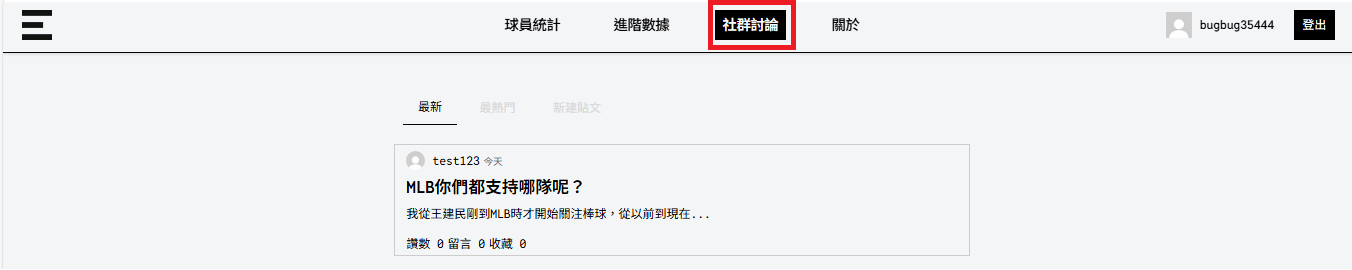 球員統計 進階數據 社群討論 關於 bugbug35444 登出
最新 最熱門 新建貼文
test123 今天
MLB你們都支持哪隊呢？
我從王建民剛到MLB時才開始關注棒球，從以前到現在...
讚數 0 留言 0 收藏 0